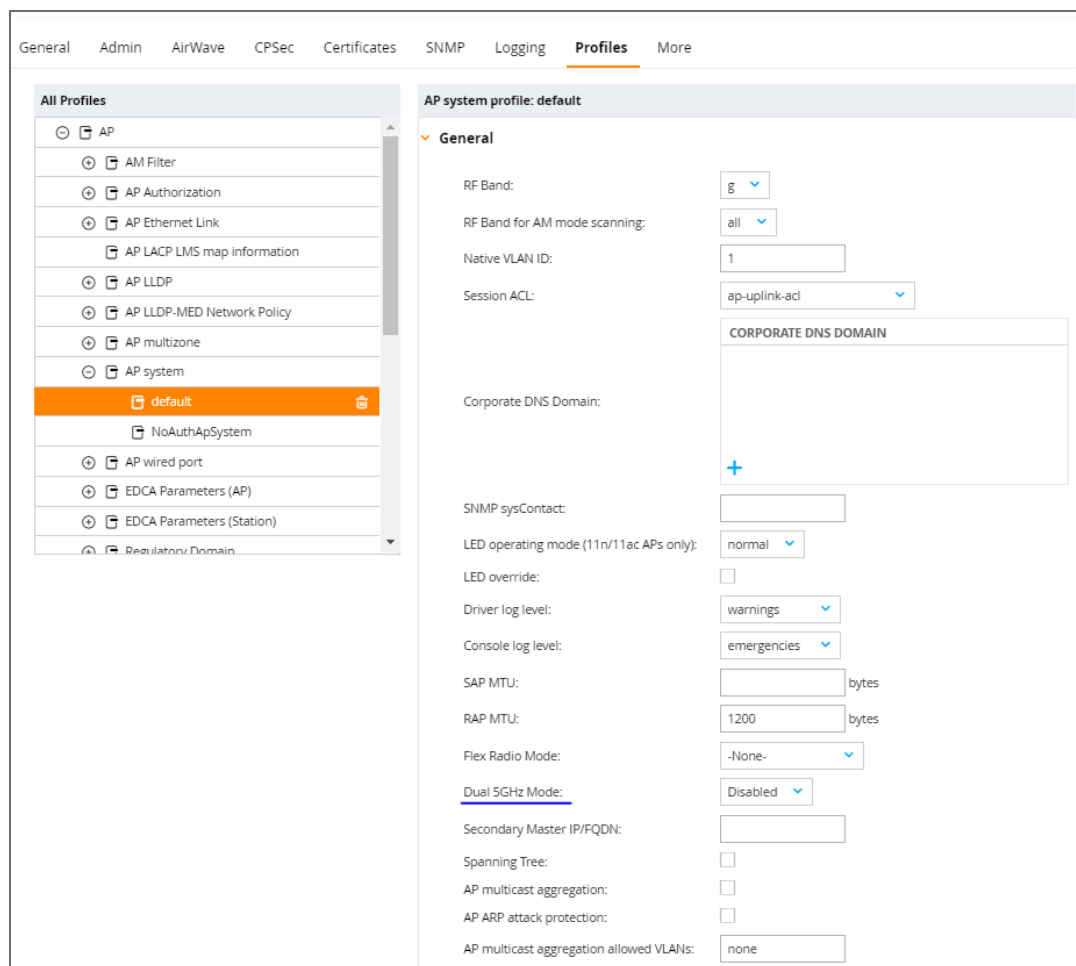 General Admin AirWave CPSec Certificates SNMP Logging Profiles More
All Profiles
AP
AM Filter
AP Authorization
AP Ethernet Link
AP LACP LMS map information
AP LLDP
AP LLDP-MED Network Policy
AP multizone
AP system
default
NoAuthApSystem
AP wired port
EDCA Parameters (AP)
EDCA Parameters (Station)
Regulatory Domain
AP system profile: default
General
RF Band: g
RF Band for AM mode scanning: all
Native VLAN ID: 1
Session ACL: ap-uplink-acl
CORPORATE DNS DOMAIN
Corporate DNS Domain:
SNMP sysContact:
LED operating mode (11n/11ac APs only): normal
LED override:
Driver log level: warnings
Console log level: emergencies
SAP MTU: bytes
RAP MTU: 1200 bytes
Flex Radio Mode: -None-
Dual 5GHz Mode: Disabled
Secondary Master IP/FQDN:
Spanning Tree:
AP multicast aggregation:
AP ARP attack protection:
AP multicast aggregation allowed VLANs: none